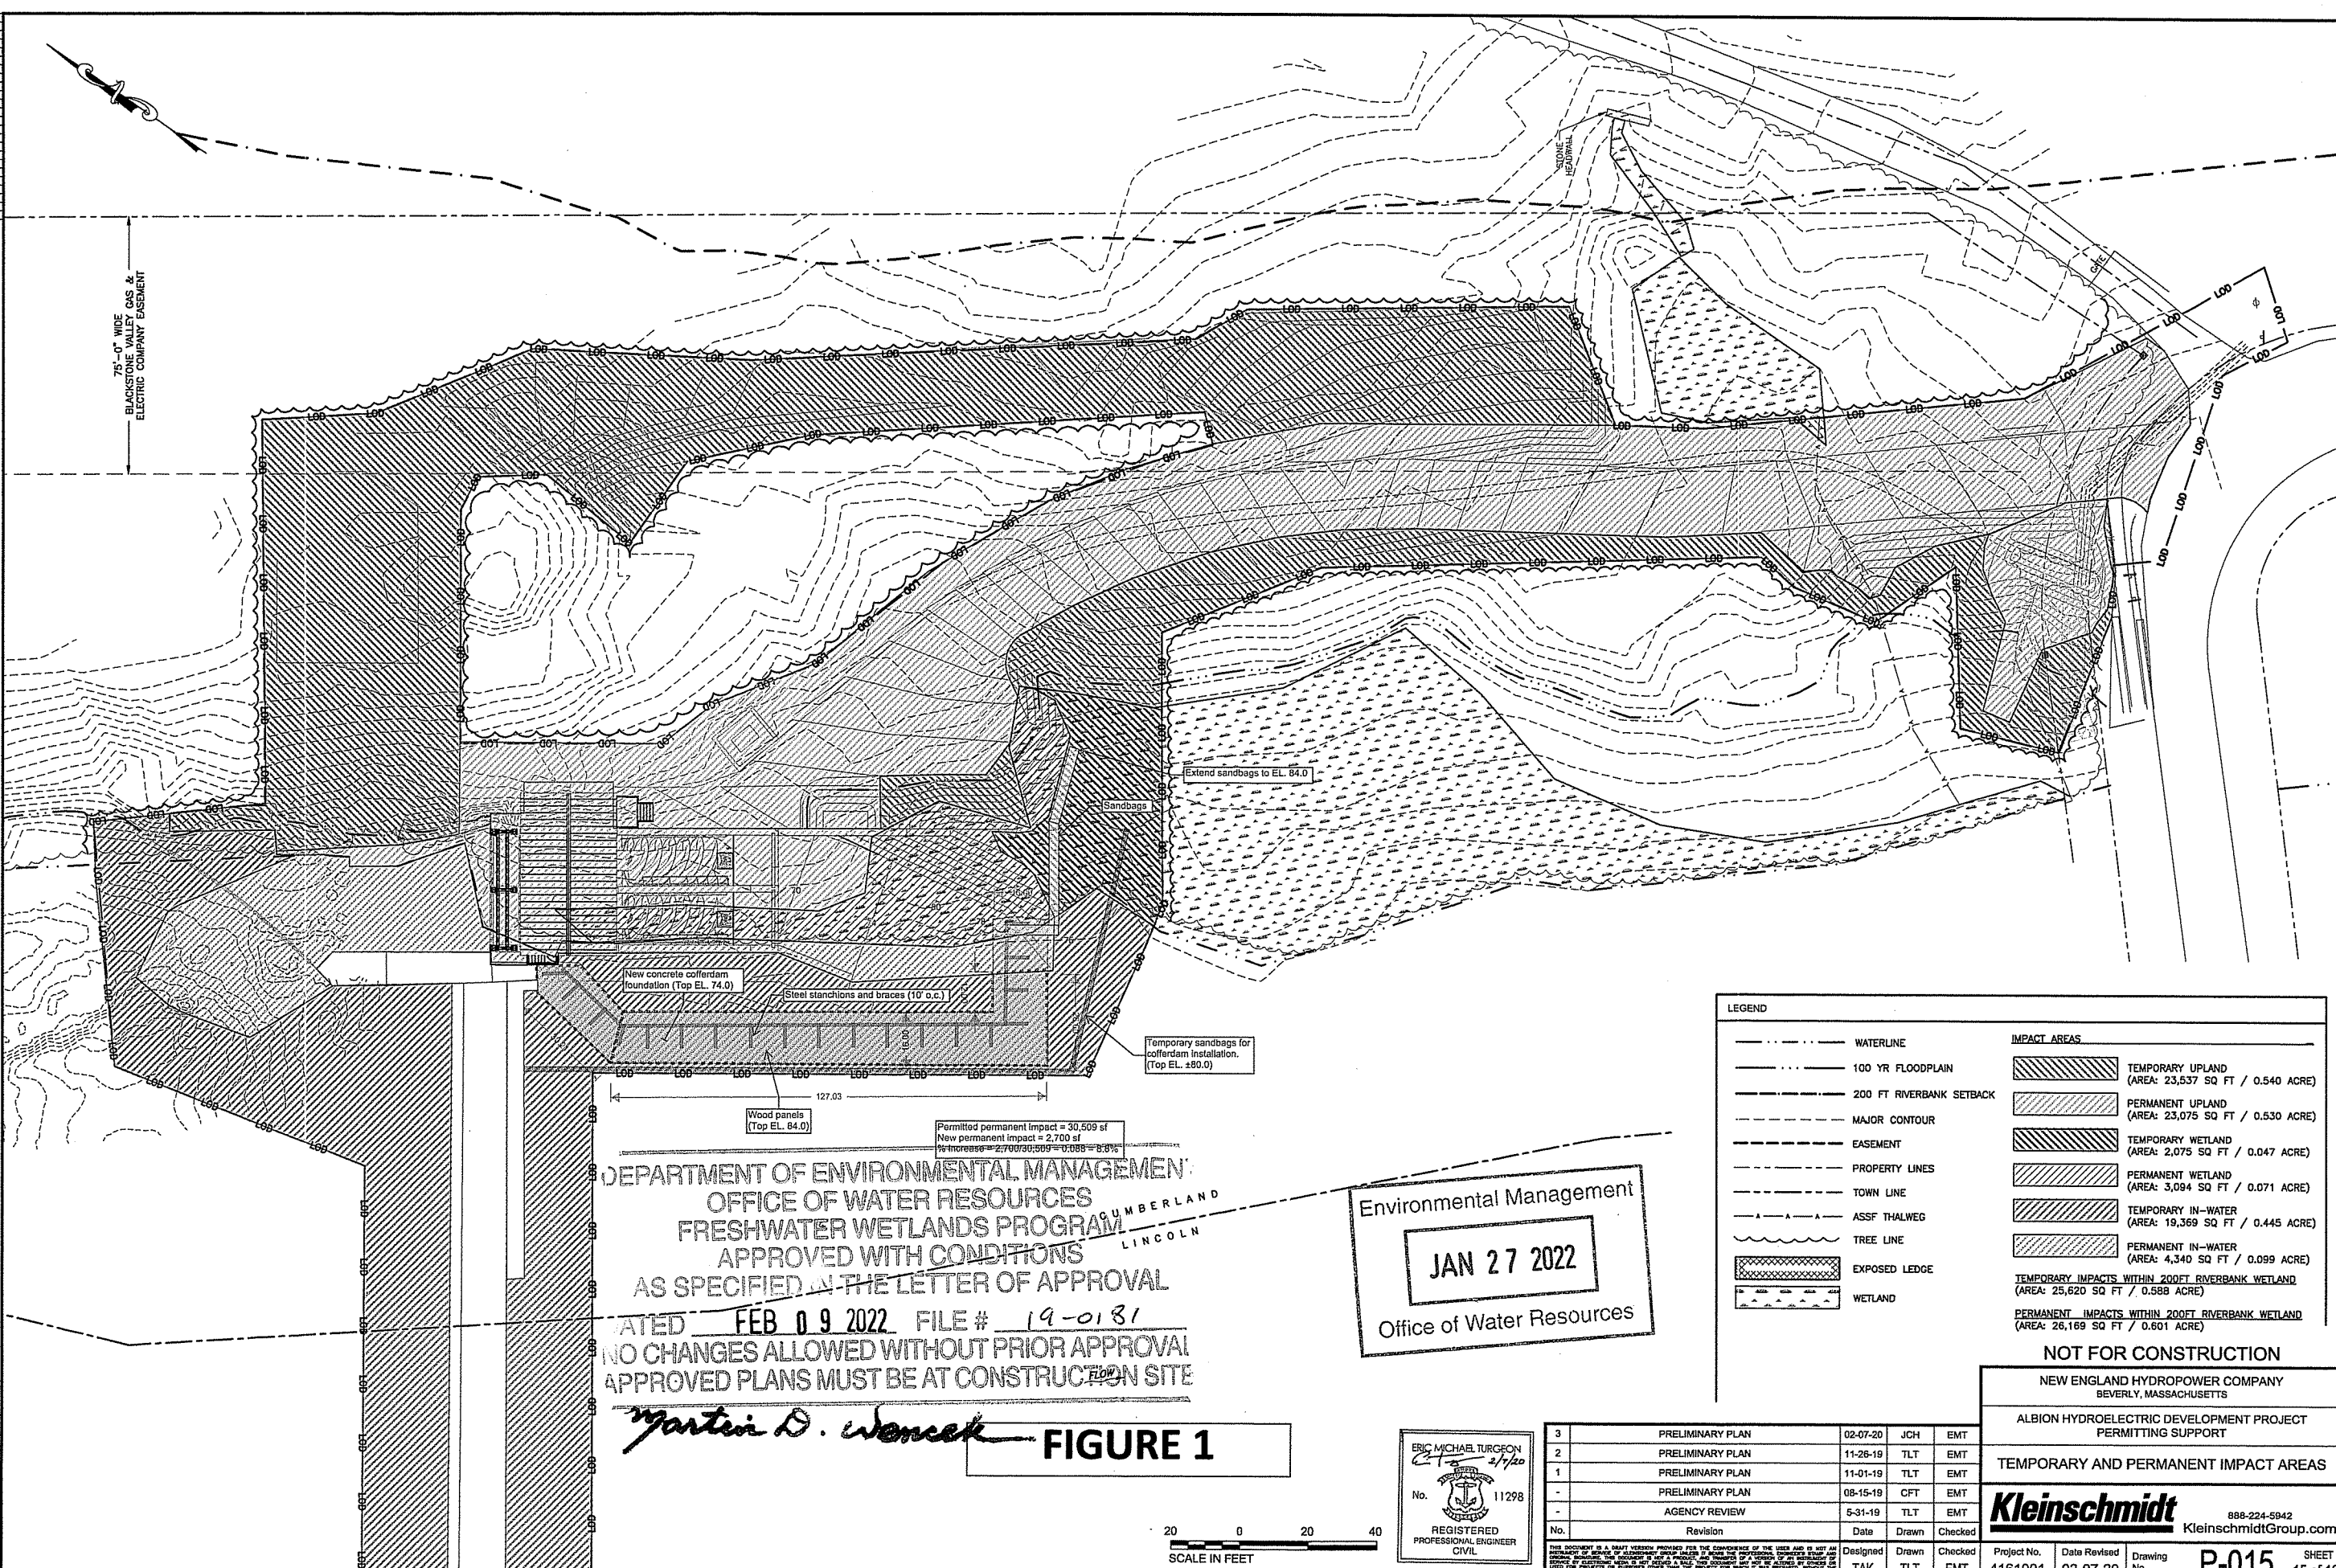 75'-0" WIDE
BLACKSTONE VALLEY GAS &
ELECTRIC COMPANY EASEMENT
STONE
HEADWALL
GATE
LOD
Extend sandbags to EL. 84.0
Sandbags
New concrete cofferdam
foundation (Top EL. 74.0)
Steel stanchions and braces (10' o.c.)
16.00
70
Temporary sandbags for
cofferdam installation.
(Top EL. ±80.0)
127.03
Wood panels
(Top EL. 84.0)
Permitted permanent impact = 30,509 sf
New permanent impact = 2,700 sf
% Increase = 2,700/30,509 = 0.088 = 8.8%
DEPARTMENT OF ENVIRONMENTAL MANAGEMEN
OFFICE OF WATER RESOURCES
FRESHWATER WETLANDS PROGRAM
APPROVED WITH CONDITIONS
AS SPECIFIED IN THE LETTER OF APPROVAL
ATED FEB 09 2022 FILE # 19-0181
NO CHANGES ALLOWED WITHOUT PRIOR APPROVAL
APPROVED PLANS MUST BE AT CONSTRUCTION SITE
FLOW
Martin D. Wencek
CUMBERLAND
LINCOLN
FIGURE 1
Environmental Management
JAN 27 2022
Office of Water Resources
LEGEND
WATERLINE
100 YR FLOODPLAIN
200 FT RIVERBANK SETBACK
MAJOR CONTOUR
EASEMENT
PROPERTY LINES
TOWN LINE
ASSF THALWEG
TREE LINE
EXPOSED LEDGE
WETLAND
IMPACT AREAS
TEMPORARY UPLAND
(AREA: 23,537 SQ FT / 0.540 ACRE)
PERMANENT UPLAND
(AREA: 23,075 SQ FT / 0.530 ACRE)
TEMPORARY WETLAND
(AREA: 2,075 SQ FT / 0.047 ACRE)
PERMANENT WETLAND
(AREA: 3,094 SQ FT / 0.071 ACRE)
TEMPORARY IN-WATER
(AREA: 19,369 SQ FT / 0.445 ACRE)
PERMANENT IN-WATER
(AREA: 4,340 SQ FT / 0.099 ACRE)
TEMPORARY IMPACTS WITHIN 200FT RIVERBANK WETLAND
(AREA: 25,620 SQ FT / 0.588 ACRE)
PERMANENT IMPACTS WITHIN 200FT RIVERBANK WETLAND
(AREA: 26,169 SQ FT / 0.601 ACRE)
NOT FOR CONSTRUCTION
NEW ENGLAND HYDROPOWER COMPANY
BEVERLY, MASSACHUSETTS
ALBION HYDROELECTRIC DEVELOPMENT PROJECT
PERMITTING SUPPORT
TEMPORARY AND PERMANENT IMPACT AREAS
Kleinschmidt
888-224-5942
KleinschmidtGroup.com
ERIC MICHAEL TURGEON
2/7/20
No. 11298
REGISTERED
PROFESSIONAL ENGINEER
CIVIL
20 0 20 40
SCALE IN FEET
3 PRELIMINARY PLAN 02-07-20 JCH EMT
2 PRELIMINARY PLAN 11-26-19 TLT EMT
1 PRELIMINARY PLAN 11-01-19 TLT EMT
- PRELIMINARY PLAN 08-15-19 CFT EMT
- AGENCY REVIEW 5-31-19 TLT EMT
No. Revision Date Drawn Checked
Designed Drawn Checked
TAK TLT EMT
Project No. Date Revised Drawing No. P-015 SHEET